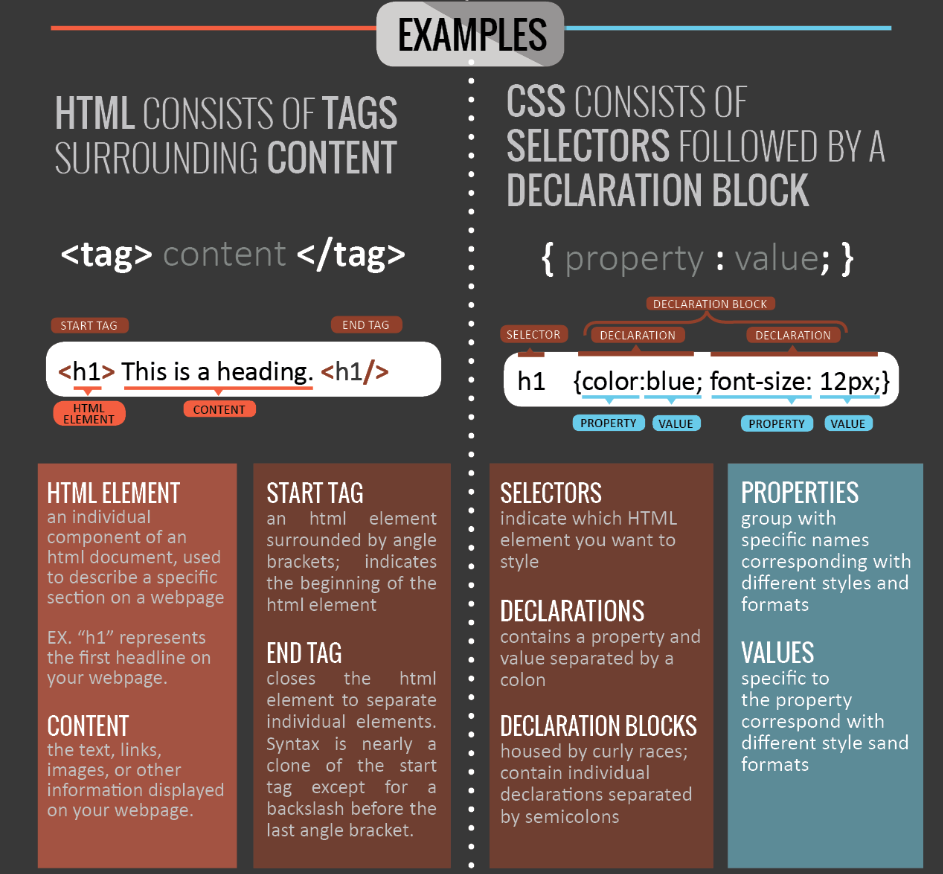 EXAMPLES
HTML CONSISTS OF TAGS
SURROUNDING CONTENT
<tag> content </tag>
START TAG
END TAG
<h1> This is a heading. <h1/>
HTML
ELEMENT
CONTENT
HTML ELEMENT
an individual
component of an
html document, used
to describe a specific
section on a webpage
EX. “h1” represents
the first headline on
your webpage.
CONTENT
the text, links,
images, or other
information displayed
on your webpage.
START TAG
an html element
surrounded by angle
brackets; indicates
the beginning of the
html element
END TAG
closes the html
element to separate
individual elements.
Syntax is nearly a
clone of the start
tag except for a
backslash before the
last angle bracket.
CSS CONSISTS OF
SELECTORS FOLLOWED BY A
DECLARATION BLOCK
{ property : value; }
DECLARATION BLOCK
SELECTOR
DECLARATION
DECLARATION
h1 {color:blue; font-size: 12px;}
PROPERTY
VALUE
PROPERTY
VALUE
SELECTORS
indicate which HTML
element you want to
style
DECLARATIONS
contains a property and
value separated by a
colon
DECLARATION BLOCKS
housed by curly races;
contain individual
declarations separated
by semicolons
PROPERTIES
group with
specific names
corresponding with
different styles and
formats
VALUES
specific to
the property
correspond with
different style sand
formats